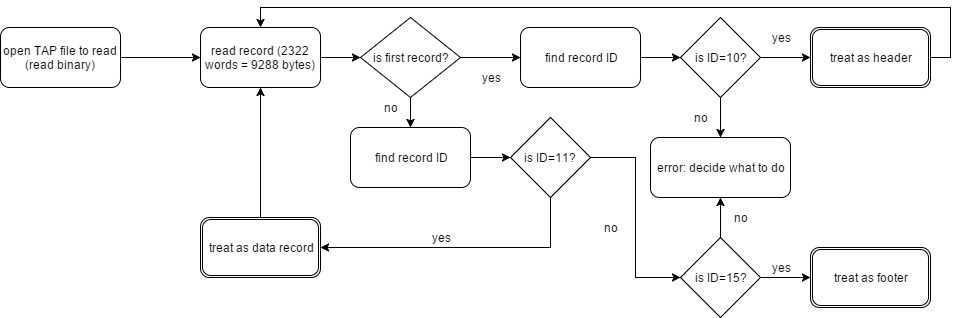 open TAP file to read
(read binary)
read record (2322
words = 9288 bytes)
is first record?
yes
find record ID
is ID=10?
yes
treat as header
no
no
find record ID
is ID=11?
error: decide what to do
yes
treat as data record
no
no
is ID=15?
yes
treat as footer